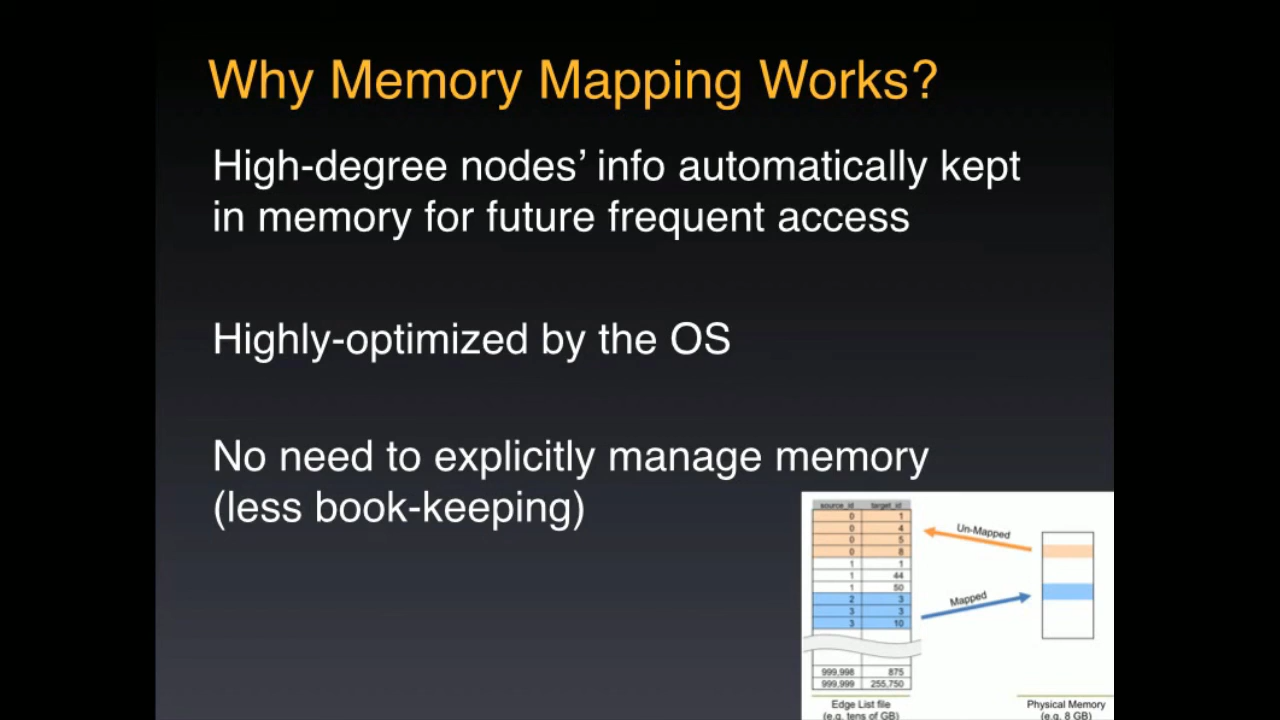 Why Memory Mapping Works?
High-degree nodes’ info automatically kept
in memory for future frequent access
Highly-optimized by the OS
No need to explicitly manage memory
(less book-keeping)
source_id target_id
0 1
0 4
0 5
0 8
1 1
1 44
1 50
2 3
3 3
3 10
999,998 875
999,999 255,750
Edge List file
(e.g. tens of GB)
Un-Mapped
Mapped
Physical Memory
(e.g. 8 GB)